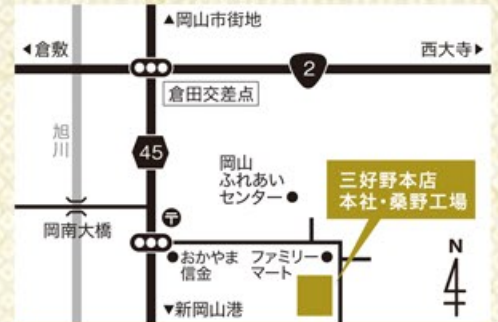 ▲岡山市街地
◀倉敷
西大寺▶
2
倉田交差点
旭川
45
岡山
ふれあい
センター
三好野本店
本社・桑野工場
〒
岡南大橋
N
おかやま
信金
ファミリー
マート
▼新岡山港